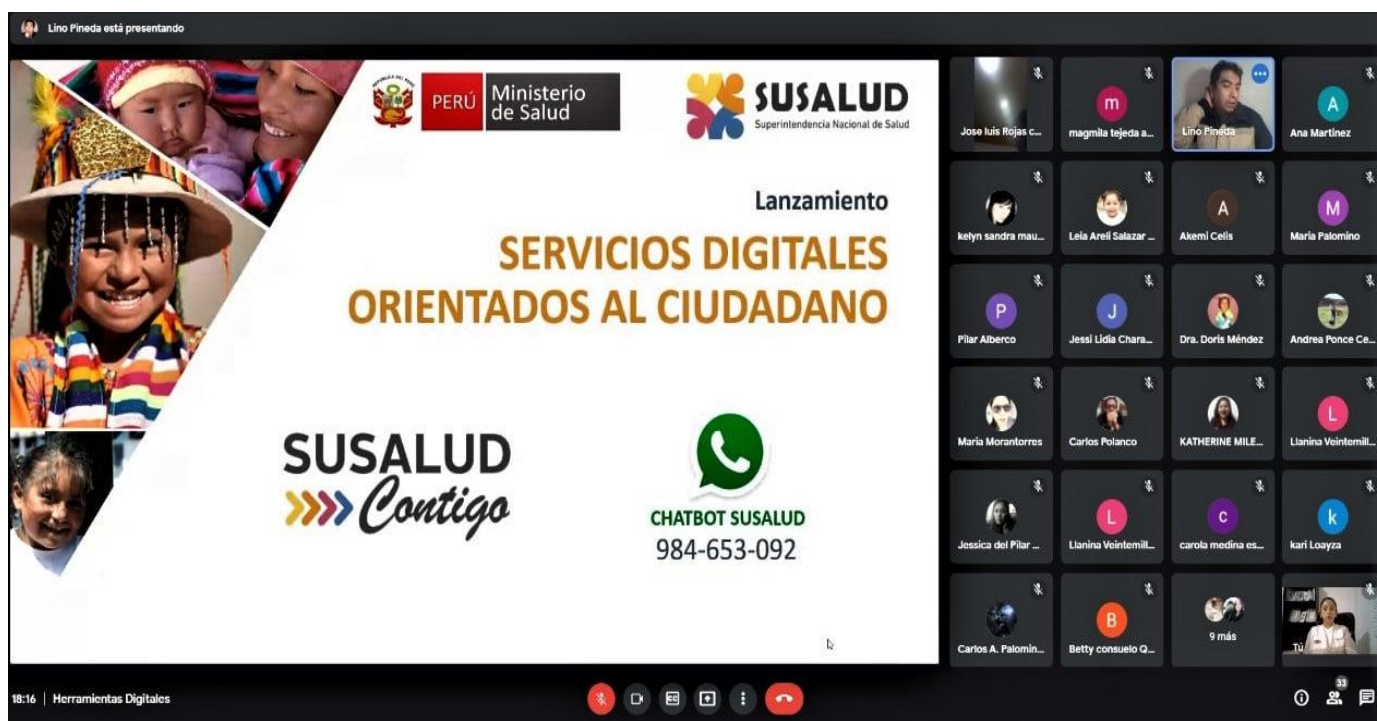 Lino Pineda está presentando
PERÚ
Ministerio
de Salud
SUSALUD
Superintendencia Nacional de Salud
Lanzamiento
SERVICIOS DIGITALES
ORIENTADOS AL CIUDADANO
SUSALUD
Contigo
CHATBOT SUSALUD
984-653-092
Jose luis Rojas c...
m
magmila tejeda a...
Lino Pineda
A
Ana Martinez
kelyn sandra mau...
Leia Areli Salazar ...
A
Akemi Celis
M
Maria Palomino
P
Pilar Alberco
J
Jessi Lidia Chara...
Dra. Doris Méndez
Andrea Ponce Ce...
Maria Morantorres
Carlos Polanco
KATHERINE MILE...
L
Llanina Veintemill...
Jessica del Pilar ...
L
Llanina Veintemill...
c
carola medina es...
k
kari Loayza
Carlos A. Palomin...
B
Betty consuelo Q...
9 más
Tú
18:16 | Herramientas Digitales
33